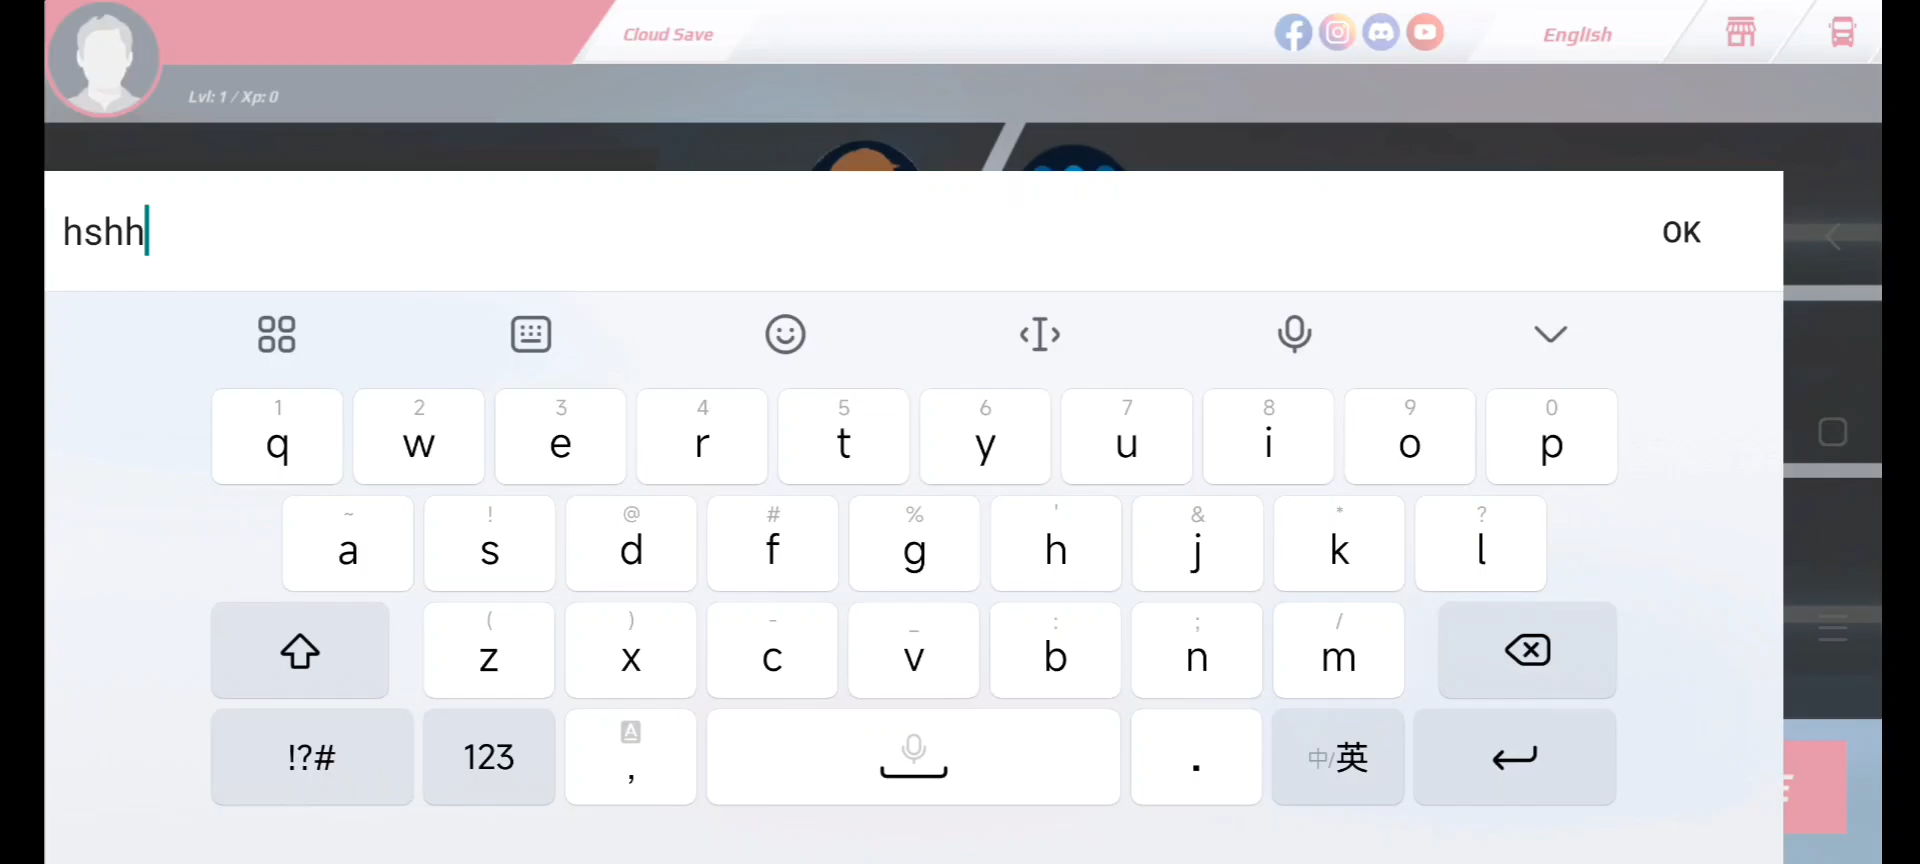 Cloud Save
English
Lvl: 1 / Xp: 0
hshh
OK
1 2 3 4 5 6 7 8 9 0
q w e r t y u i o p
~ ! @ # % ' & * ?
a s d f g h j k l
( ) - _ : ; /
z x c v b n m
!?# 123 , . 中/英
A